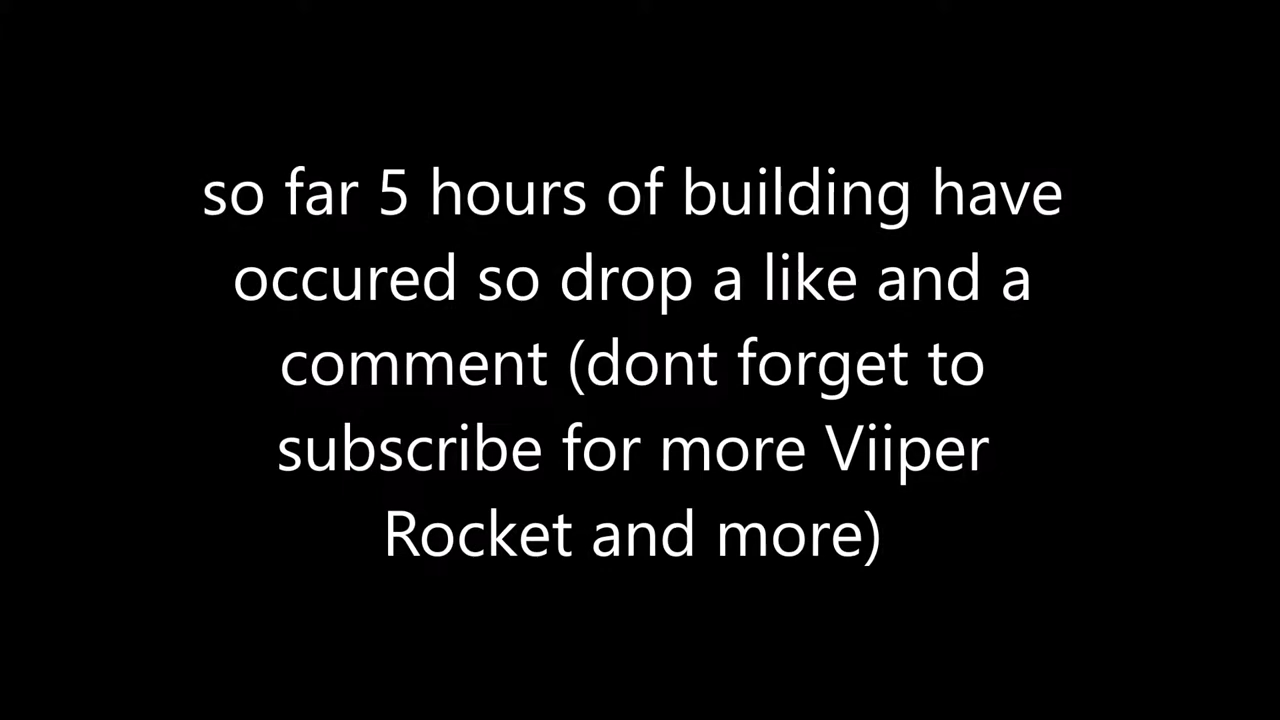 so far 5 hours of building have
occured so drop a like and a
comment (dont forget to
subscribe for more Viiper
Rocket and more)